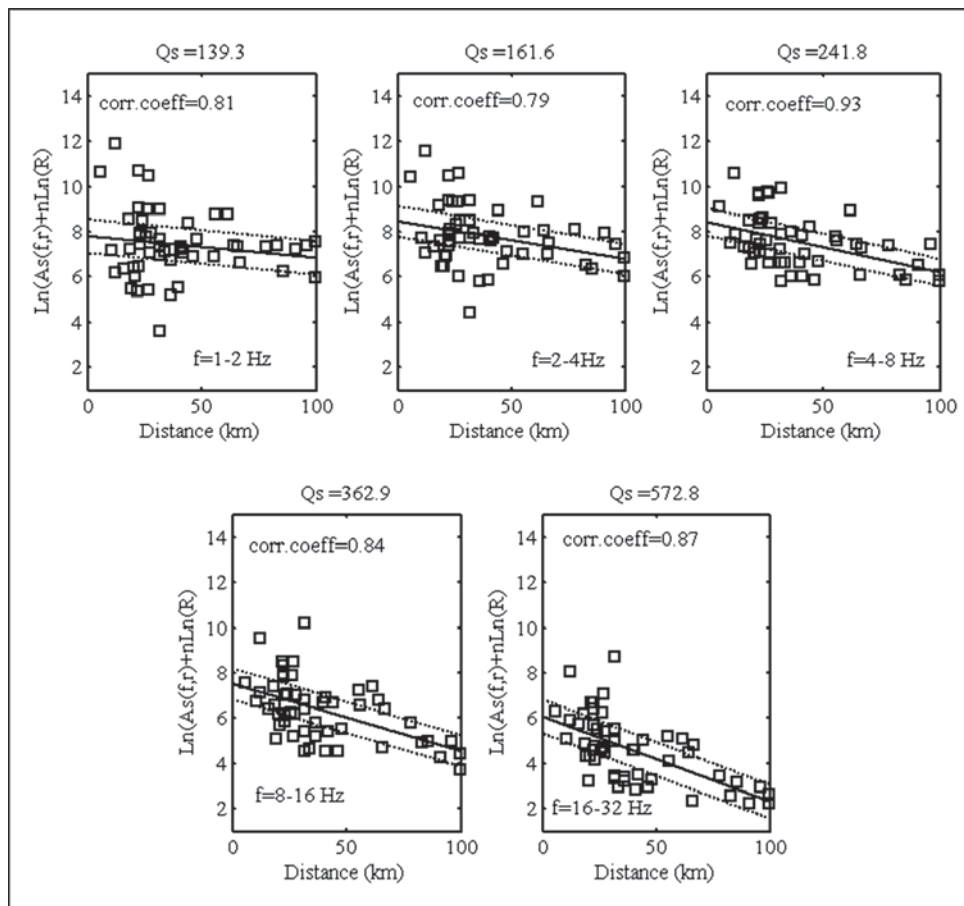 Qs =139.3
Qs =161.6
Qs =241.8
14
12
10
8
6
4
2
corr.coeff=0.81
f=1-2 Hz
Ln(As(f,r)+nLn(R)
0
50
100
Distance (km)
14
12
10
8
6
4
2
corr.coeff=0.79
f=2-4Hz
Ln(As(f,r)+nLn(R)
0
50
100
Distance (km)
14
12
10
8
6
4
2
corr.coeff=0.93
f=4-8 Hz
Ln(As(f,r)+nLn(R)
0
50
100
Distance (km)
Qs =362.9
Qs =572.8
14
12
10
8
6
4
2
corr.coeff=0.84
f=8-16 Hz
Ln(As(f,r)+nLn(R)
0
50
100
Distance (km)
14
12
10
8
6
4
2
corr.coeff=0.87
f=16-32 Hz
Ln(As(f,r)+nLn(R)
0
50
100
Distance (km)